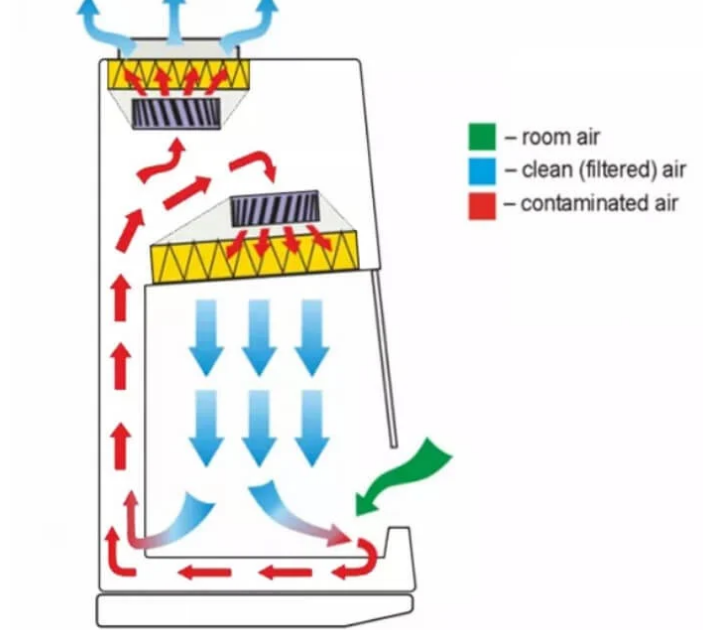 – room air
– clean (filtered) air
– contaminated air